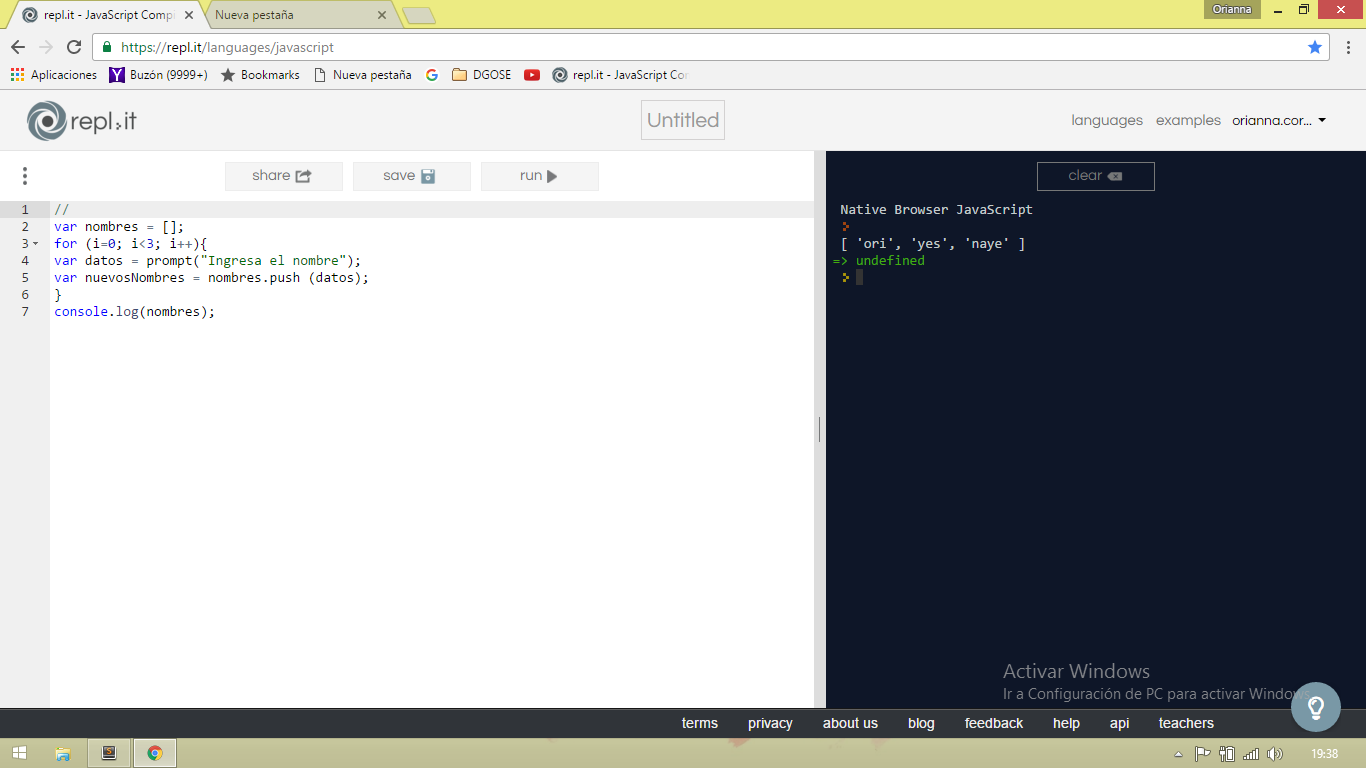 repl.it - JavaScript Comp
Nueva pestaña
Orianna
https://repl.it/languages/javascript
Aplicaciones
Buzón (9999+)
Bookmarks
Nueva pestaña
DGOSE
repl.it - JavaScript Co
repl.it
Untitled
languages
examples
orianna.cor...
share
save
run
clear
1 //
2 var nombres = [];
3 for (i=0; i<3; i++){
4 var datos = prompt("Ingresa el nombre");
5 var nuevosNombres = nombres.push (datos);
6 }
7 console.log(nombres);
Native Browser JavaScript
[ 'ori', 'yes', 'naye' ]
=> undefined
Activar Windows
Ir a Configuración de PC para activar Windows.
terms
privacy
about us
blog
feedback
help
api
teachers
19:38